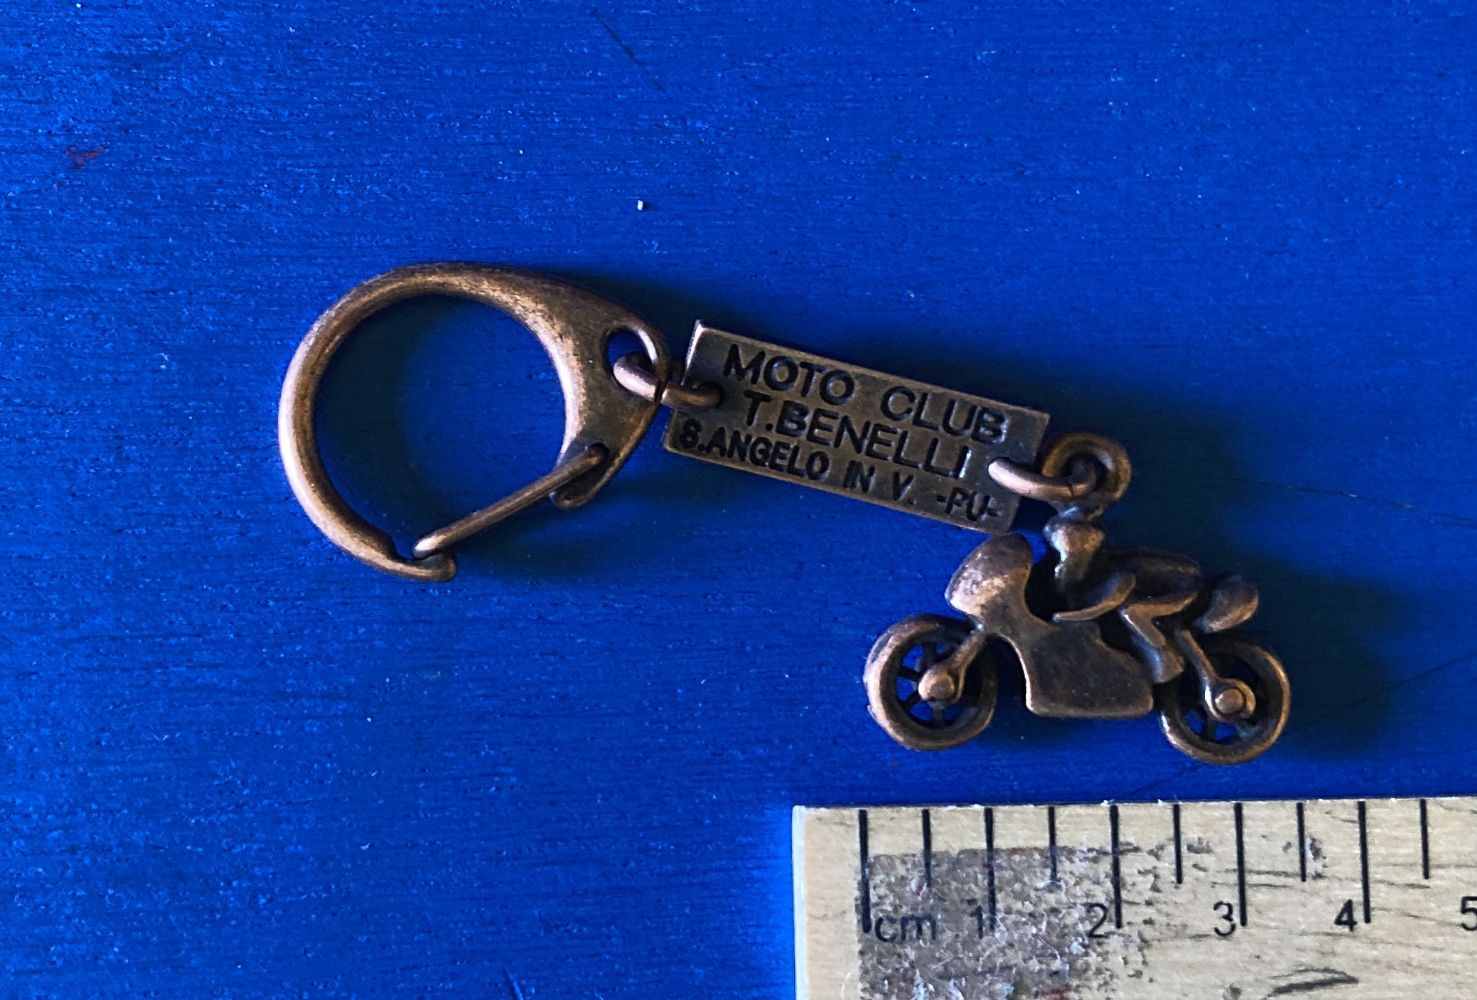 MOTO CLUB
T.BENELLI
S.ANGELO IN V. -PU-
cm 1 2 3 4 5